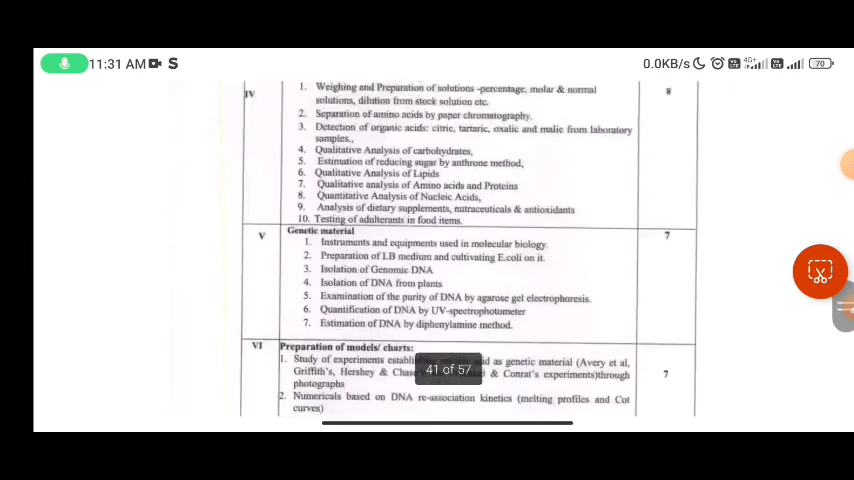 11:31 AM S
0.0KB/s 4G+ 70
IV
1. Weighing and Preparation of solutions -percentage, molar & normal
solutions, dilution from stock solution etc.
8
2. Separation of amino acids by paper chromatography.
3. Detection of organic acids: citric, tartaric, oxalic and malic from laboratory
samples.,
4. Qualitative Analysis of carbohydrates,
5. Estimation of reducing sugar by anthrone method,
6. Qualitative Analysis of Lipids
7. Qualitative analysis of Amino acids and Proteins
8. Quantitative Analysis of Nucleic Acids,
9. Analysis of dietary supplements, nutraceuticals & antioxidants
10. Testing of adulterants in food items.
V
Genetic material
7
1. Instruments and equipments used in molecular biology.
2. Preparation of LB medium and cultivating E.coli on it.
3. Isolation of Genomic DNA
4. Isolation of DNA from plants
5. Examination of the purity of DNA by agarose gel electrophoresis.
6. Quantification of DNA by UV-spectrophotometer
7. Estimation of DNA by diphenylamine method.
VI
Preparation of models/ charts:
1. Study of experiments as genetic material (Avery et al,
Griffith's, Hershey & & Conrat's experiments)through
photographs
7
41 of 57
2. Numericals based on DNA re-association kinetics (melting profiles and Cot
curves)